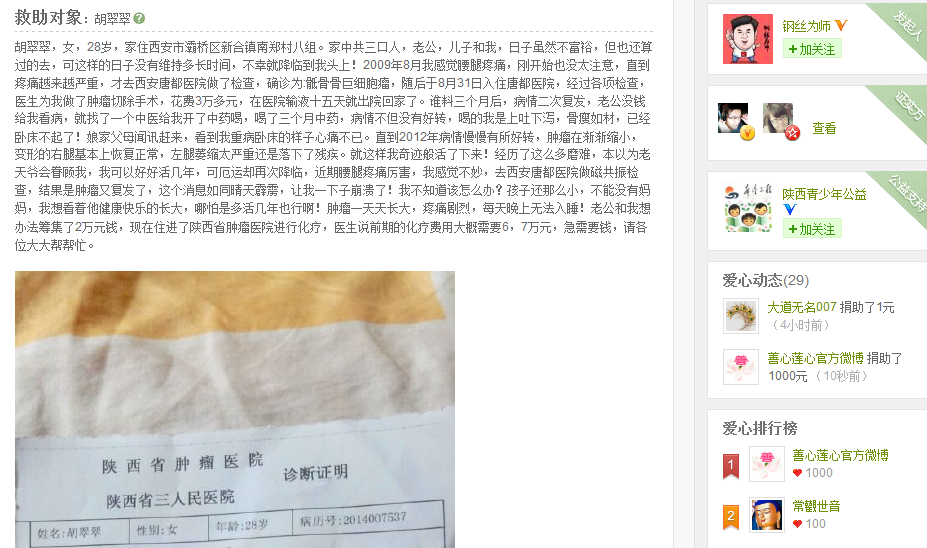 救助对象：胡翠翠
胡翠翠，女，28岁，家住西安市灞桥区新合镇南郑村八组。家中共三口人，老公，儿子和我，日子虽然不富裕，但也还算
过的去，可这样的日子没有维持多长时间，不幸就降临到我头上！2009年8月我感觉腰腿疼痛，刚开始也没太注意，直到
疼痛越来越严重，才去西安唐都医院做了检查，确诊为:骶骨骨巨细胞瘤，随后于8月31日入住唐都医院，经过各项检查，
医生为我做了肿瘤切除手术，花费3万多元，在医院输液十五天就出院回家了。谁料三个月后，病情二次复发，老公没钱
给我看病，就找了一个中医给我开了中药喝，喝了三个月中药，病情不但没有好转，喝的我是上吐下泻，骨瘦如材，已经
卧床不起了！娘家父母闻讯赶来，看到我重病卧床的样子心痛不已。直到2012年病情慢慢有所好转，肿瘤在渐渐缩小，
变形的右腿基本上恢复正常，左腿萎缩太严重还是落下了残疾。就这样我奇迹般活了下来！经历了这么多磨难，本以为老
天爷会眷顾我，我可以好好活几年，可厄运却再次降临，近期腰腿疼痛厉害，我感觉不妙，去西安唐都医院做磁共振检
查，结果是肿瘤又复发了，这个消息如同晴天霹雳，让我一下子崩溃了！我不知道该怎么办？孩子还那么小，不能没有妈
妈，我想看着他健康快乐的长大，哪怕是多活几年也行啊！肿瘤一天天长大，疼痛剧烈，每天晚上无法入睡！老公和我想
办法筹集了2万元钱，现在住进了陕西省肿瘤医院进行化疗，医生说前期的化疗费用大概需要6，7万元，急需要钱，请各
位大大帮帮忙。
陕西省肿瘤医院
陕西省三人民医院
诊断证明
姓名:胡翠翠 性别:女 年龄:28岁 病历号:2014007537
发起人
钢丝为师
+加关注
证实方
查看
公益支持
陕西青少年公益
+加关注
爱心动态(29)
大道无名007 捐助了1元
（4小时前）
善心莲心官方微博 捐助了
1000元 （10秒前）
爱心排行榜
1
善心莲心官方微博
1000
2
常觀世音
100